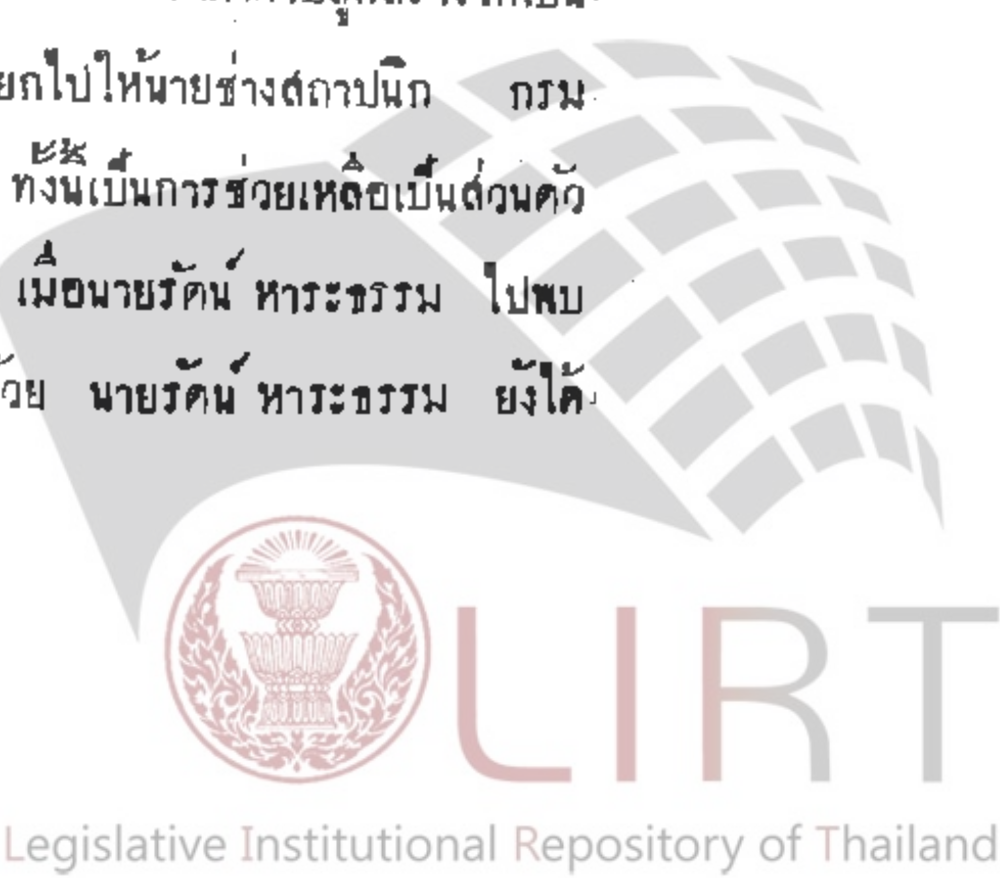 ยกไปให้นายช่างสถาปนิก กรม
ทั้งนี้เป็นการช่วยเหลือเป็นส่วนตัว
เมื่อนายรัตน์ หาระธรรม ไปพบ
วย นายรัตน์ หาระธรรม ยังได้
LIRT
Legislative Institutional Repository of Thailand